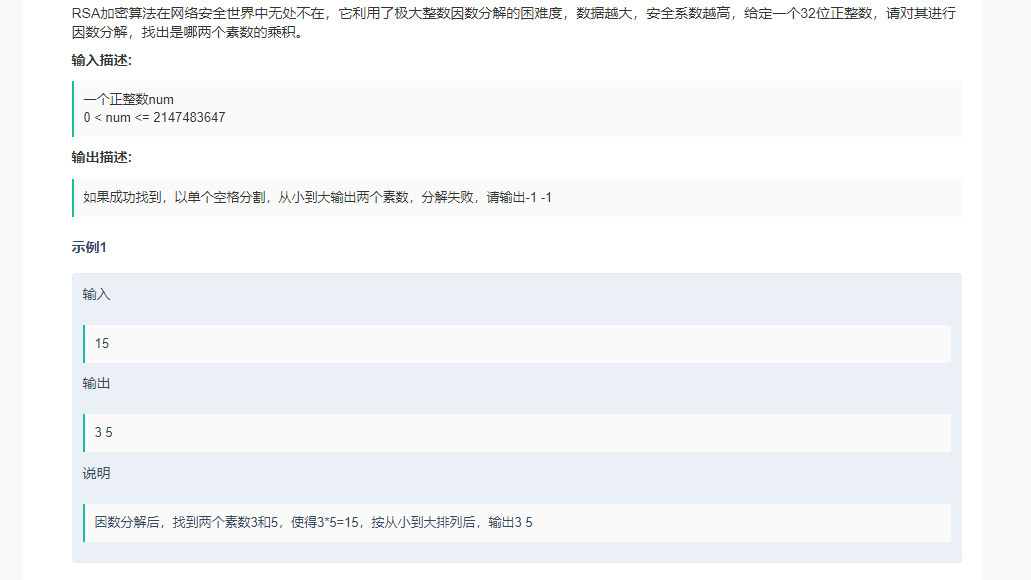 RSA加密算法在网络安全世界中无处不在，它利用了极大整数因数分解的困难度，数据越大，安全系数越高，给定一个32位正整数，请对其进行
因数分解，找出是哪两个素数的乘积。
输入描述:
一个正整数num
0 < num <= 2147483647
输出描述:
如果成功找到，以单个空格分割，从小到大输出两个素数，分解失败，请输出-1 -1
示例1
输入
15
输出
3 5
说明
因数分解后，找到两个素数3和5，使得3*5=15，按从小到大排列后，输出3 5